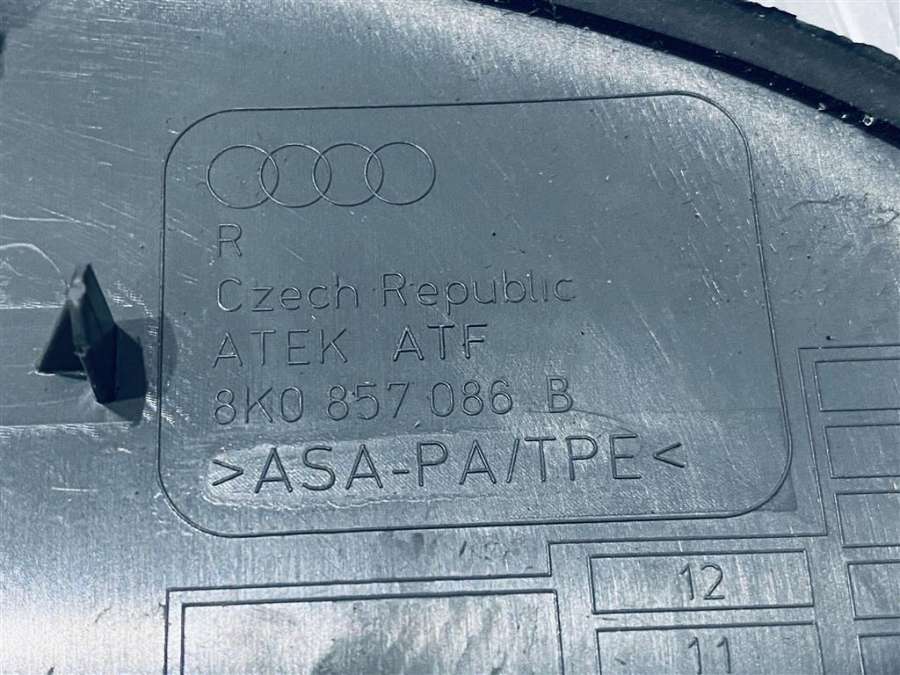 R
Czech Republic
ATEK ATF
8K0 857 086 B
>ASA-PA/TPE<
12
11